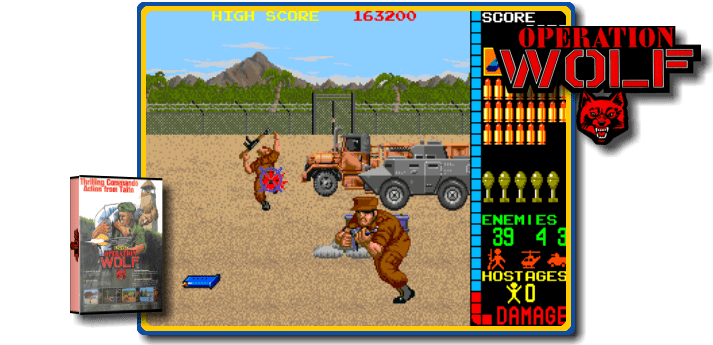 HIGH SCORE 163200
SCORE
OPERATION
WOLF
ENEMIES
39 4 3
HOSTAGES
0
DAMAGE
Thrilling Commando
Action from Taito
OPERATION
WOLF